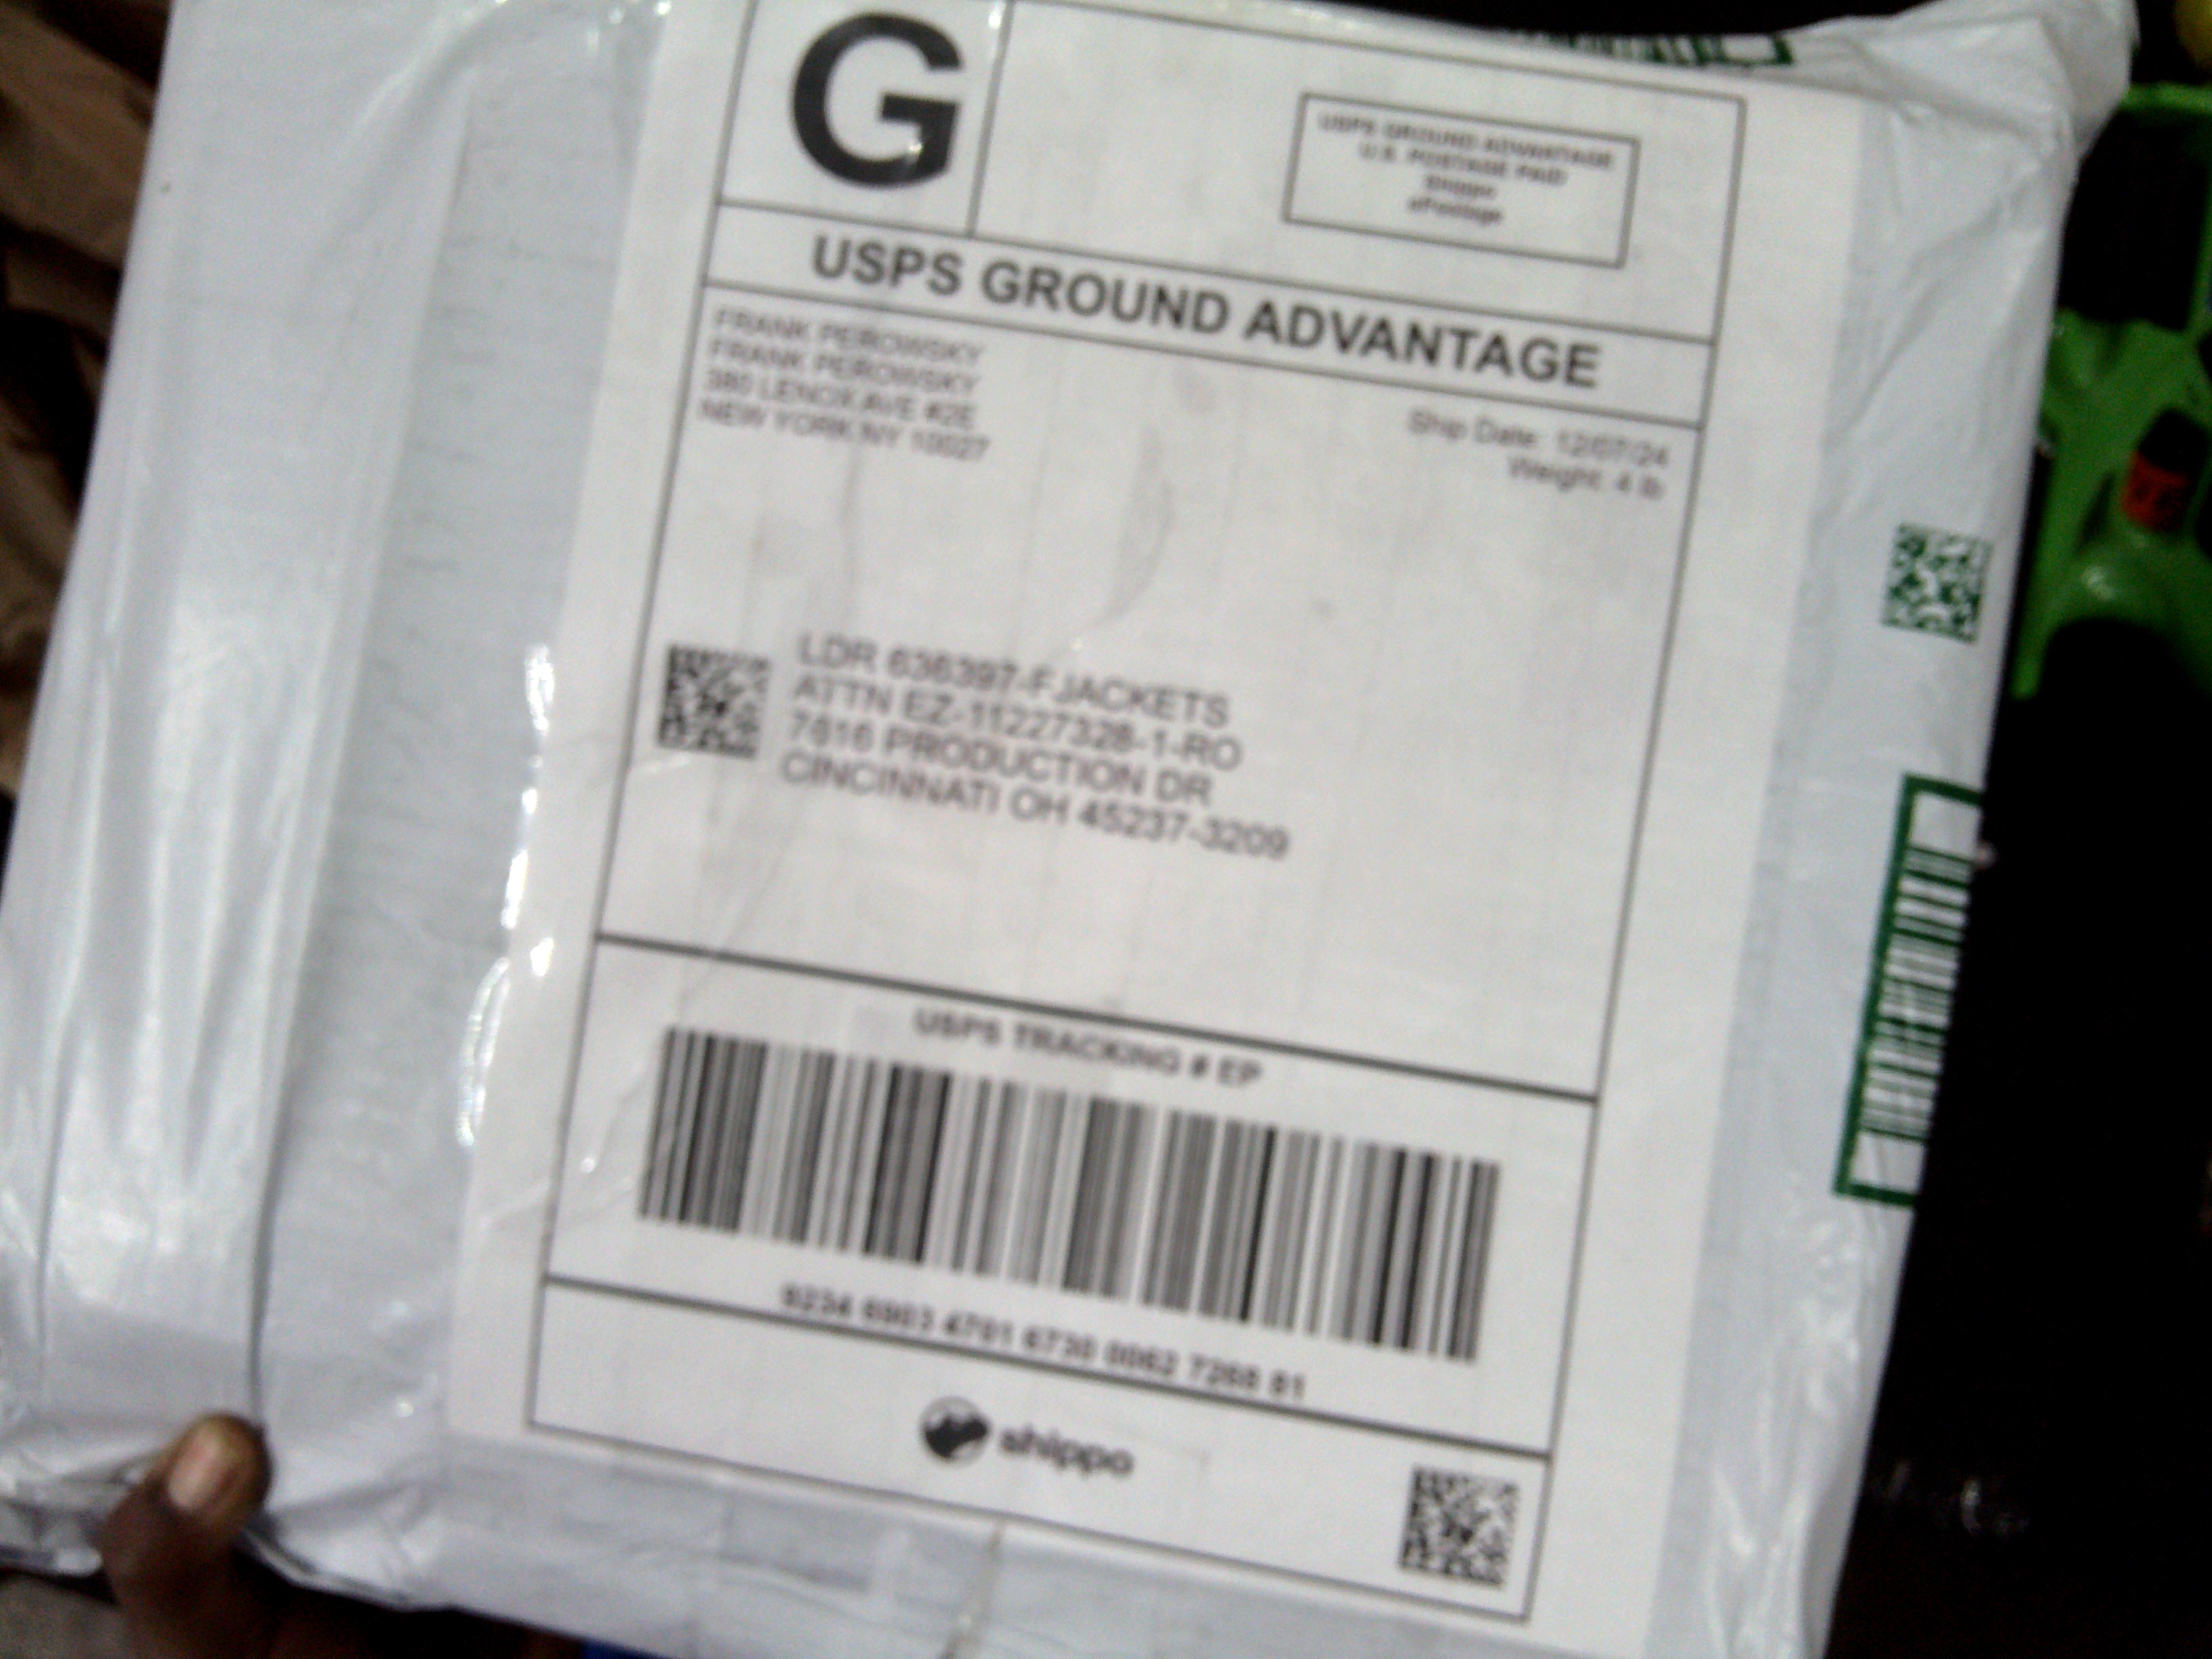 G
USPS GROUND ADVANTAGE
U.S. POSTAGE PAID
Shippo
ePostage
USPS GROUND ADVANTAGE
FRANK PEROWSKY
FRANK PEROWSKY
380 LENOX AVE #2E
NEW YORK NY 10027
Ship Date: 12/07/24
Weight: 4 lb
LDR 636397-FJACKETS
ATTN EZ-11227328-1-RO
7816 PRODUCTION DR
CINCINNATI OH 45237-3209
USPS TRACKING # EP
9234 6903 4701 6730 0062 7268 81
shippo